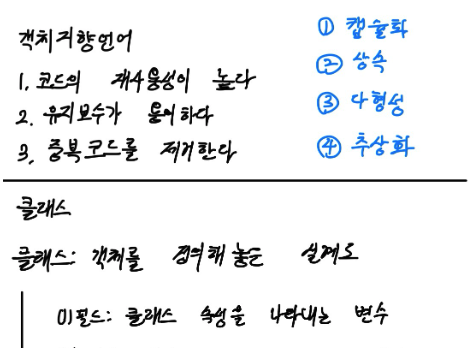 객체지향언어
1. 코드의 재사용성이 높다
2. 유지보수가 용이하다
3. 중복코드를 제거한다
① 캡슐화
② 상속
③ 다형성
④ 추상화
클래스
클래스: 객체를 정의해 놓은 설계도
필드: 클래스 속성을 나타내는 변수